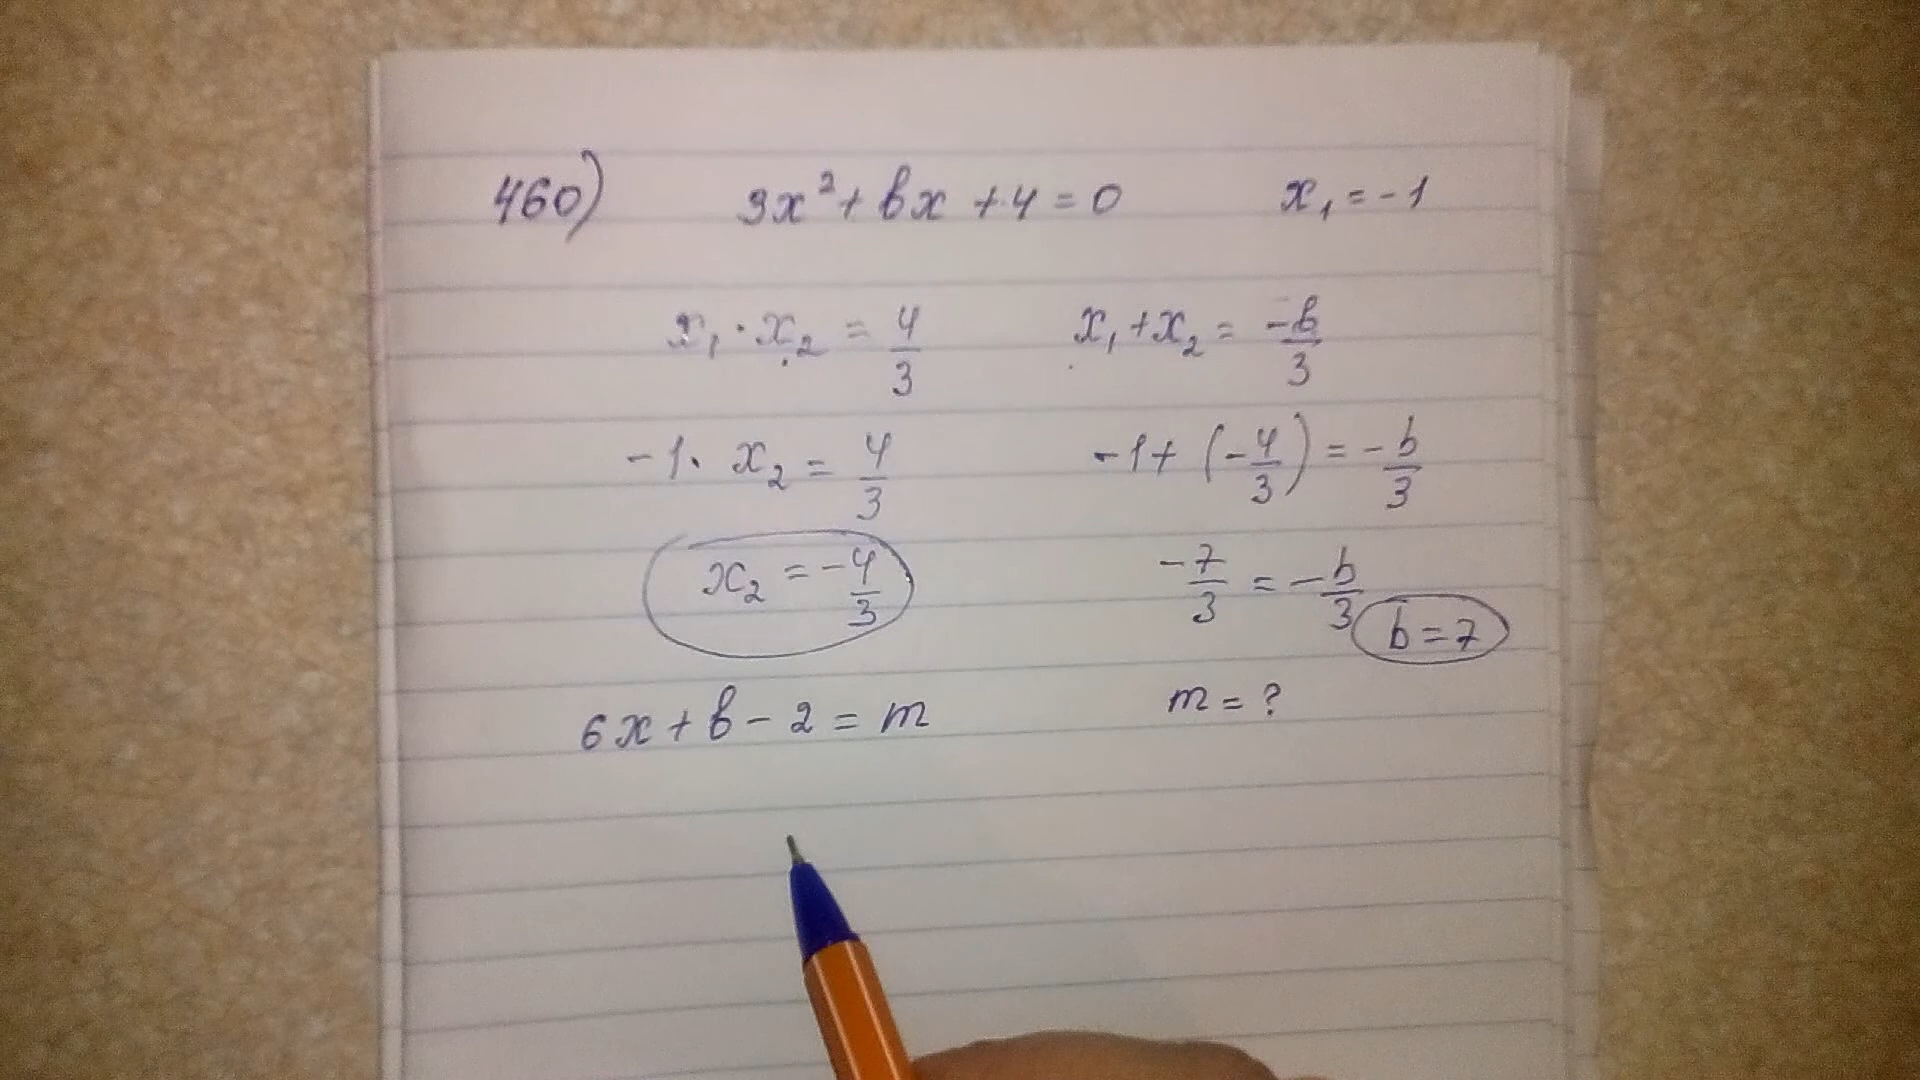 460) 3x² + bx + 4 = 0 x₁ = -1
x₁ · x₂ = 4/3 x₁ + x₂ = -b/3
-1 · x₂ = 4/3 -1 + (-4/3) = -b/3
x₂ = -4/3 -7/3 = -b/3 b = 7
6x + b - 2 = m m = ?